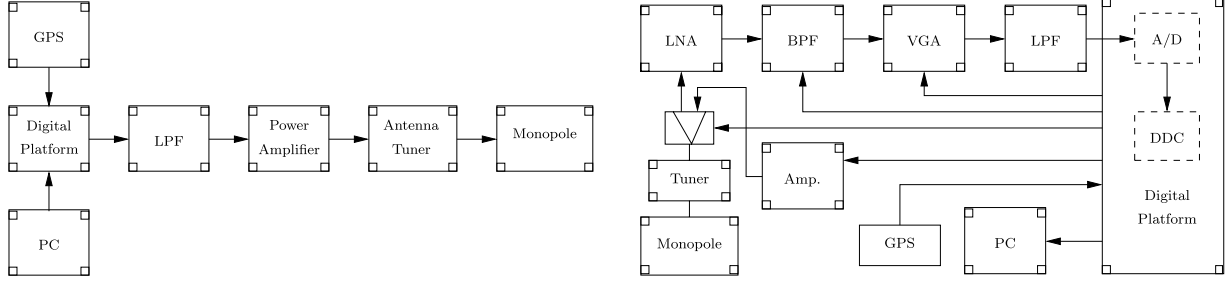 GPS
Digital
Platform
LPF
Power
Amplifier
Antenna
Tuner
Monopole
PC
LNA
BPF
VGA
LPF
A/D
DDC
Tuner
Amp.
Digital
Platform
Monopole
GPS
PC